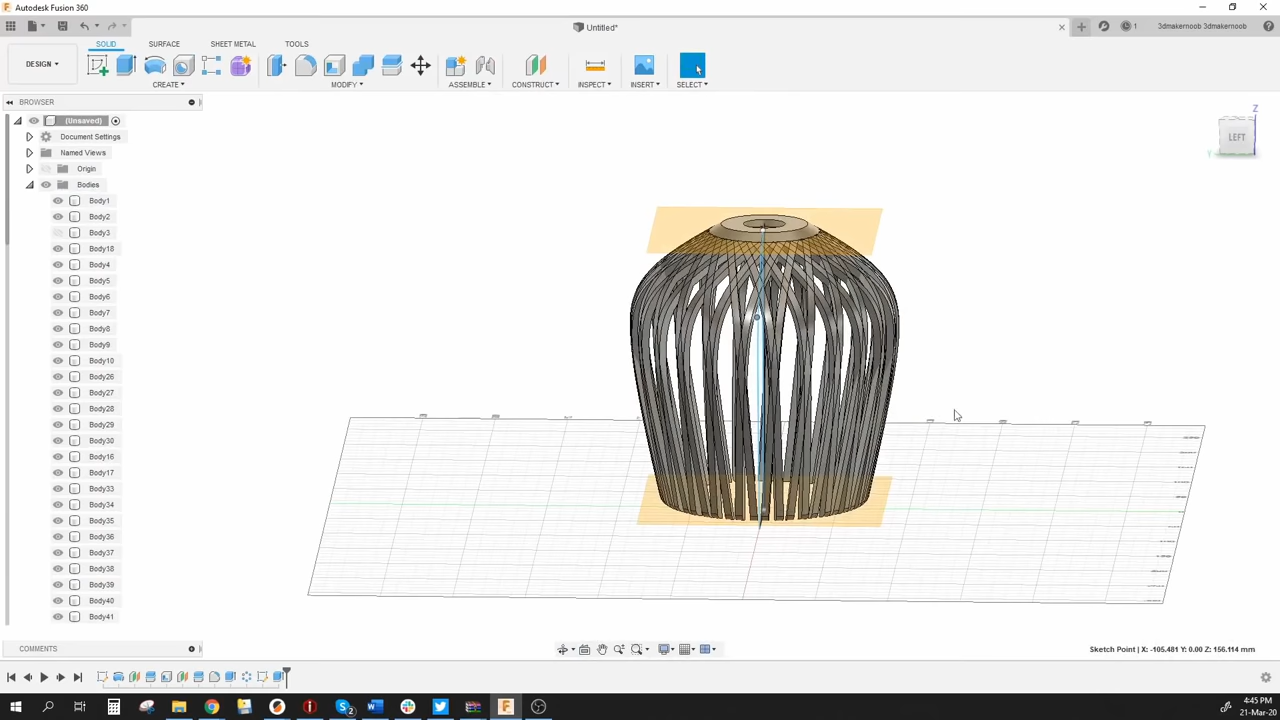 Autodesk Fusion 360
Untitled*
1
3dmakernoob 3dmakernoob
DESIGN
SOLID
SURFACE
SHEET METAL
TOOLS
CREATE
MODIFY
ASSEMBLE
CONSTRUCT
INSPECT
INSERT
SELECT
BROWSER
(Unsaved)
Document Settings
Named Views
Origin
Bodies
Body1
Body2
Body3
Body18
Body4
Body5
Body6
Body7
Body8
Body9
Body10
Body26
Body27
Body28
Body29
Body30
Body16
Body17
Body33
Body34
Body35
Body36
Body37
Body38
Body39
Body40
Body41
Z
LEFT
Y
COMMENTS
Sketch Point | X: -105.481 Y: 0.00 Z: 156.114 mm
2
4:45 PM
21-Mar-20